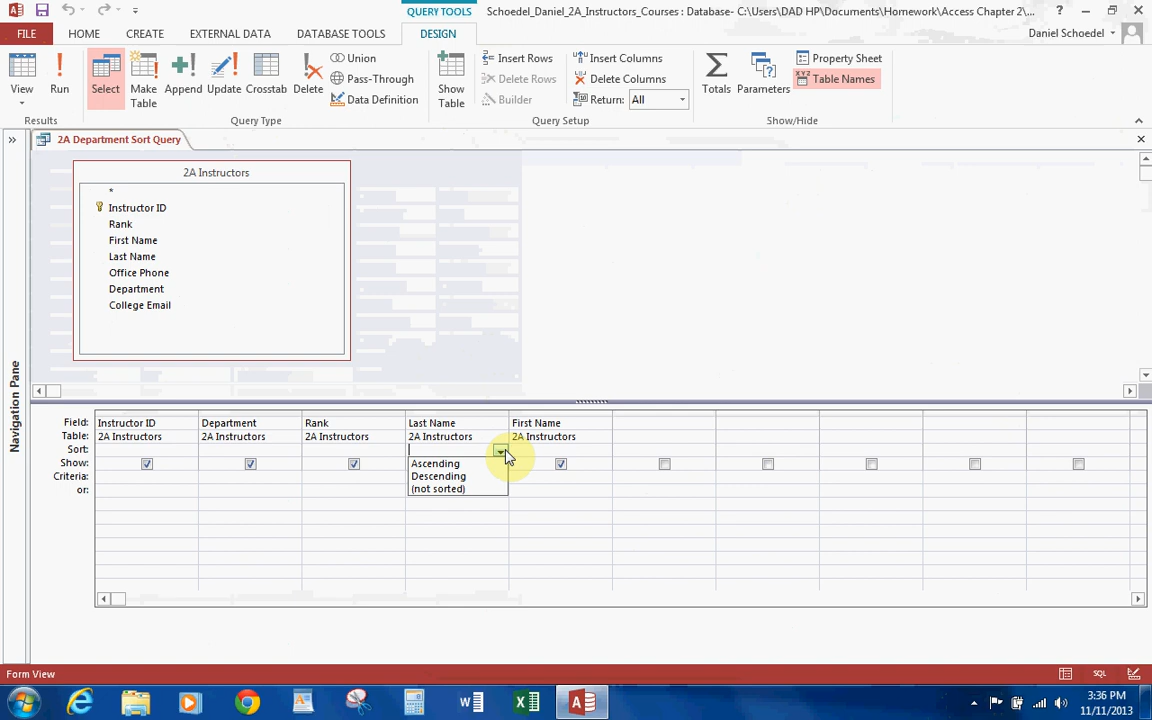 QUERY TOOLS
Schoedel_Daniel_2A_Instructors_Courses : Database- C:\Users\DAD HP\Documents\Homework\Access Chapter 2\...
FILE HOME CREATE EXTERNAL DATA DATABASE TOOLS DESIGN Daniel Schoedel
View Run Select Make Table Append Update Crosstab Delete
Union
Pass-Through
Data Definition
Show Table
Insert Rows
Delete Rows
Builder
Insert Columns
Delete Columns
Return: All
Totals Parameters
Property Sheet
XYZ Table Names
Results Query Type Query Setup Show/Hide
2A Department Sort Query
2A Instructors
*
Instructor ID
Rank
First Name
Last Name
Office Phone
Department
College Email
Navigation Pane
Field: Instructor ID Department Rank Last Name First Name
Table: 2A Instructors 2A Instructors 2A Instructors 2A Instructors 2A Instructors
Sort:
Show:
Criteria:
or:
Ascending
Descending
(not sorted)
Form View
SQL
3:36 PM
11/11/2013